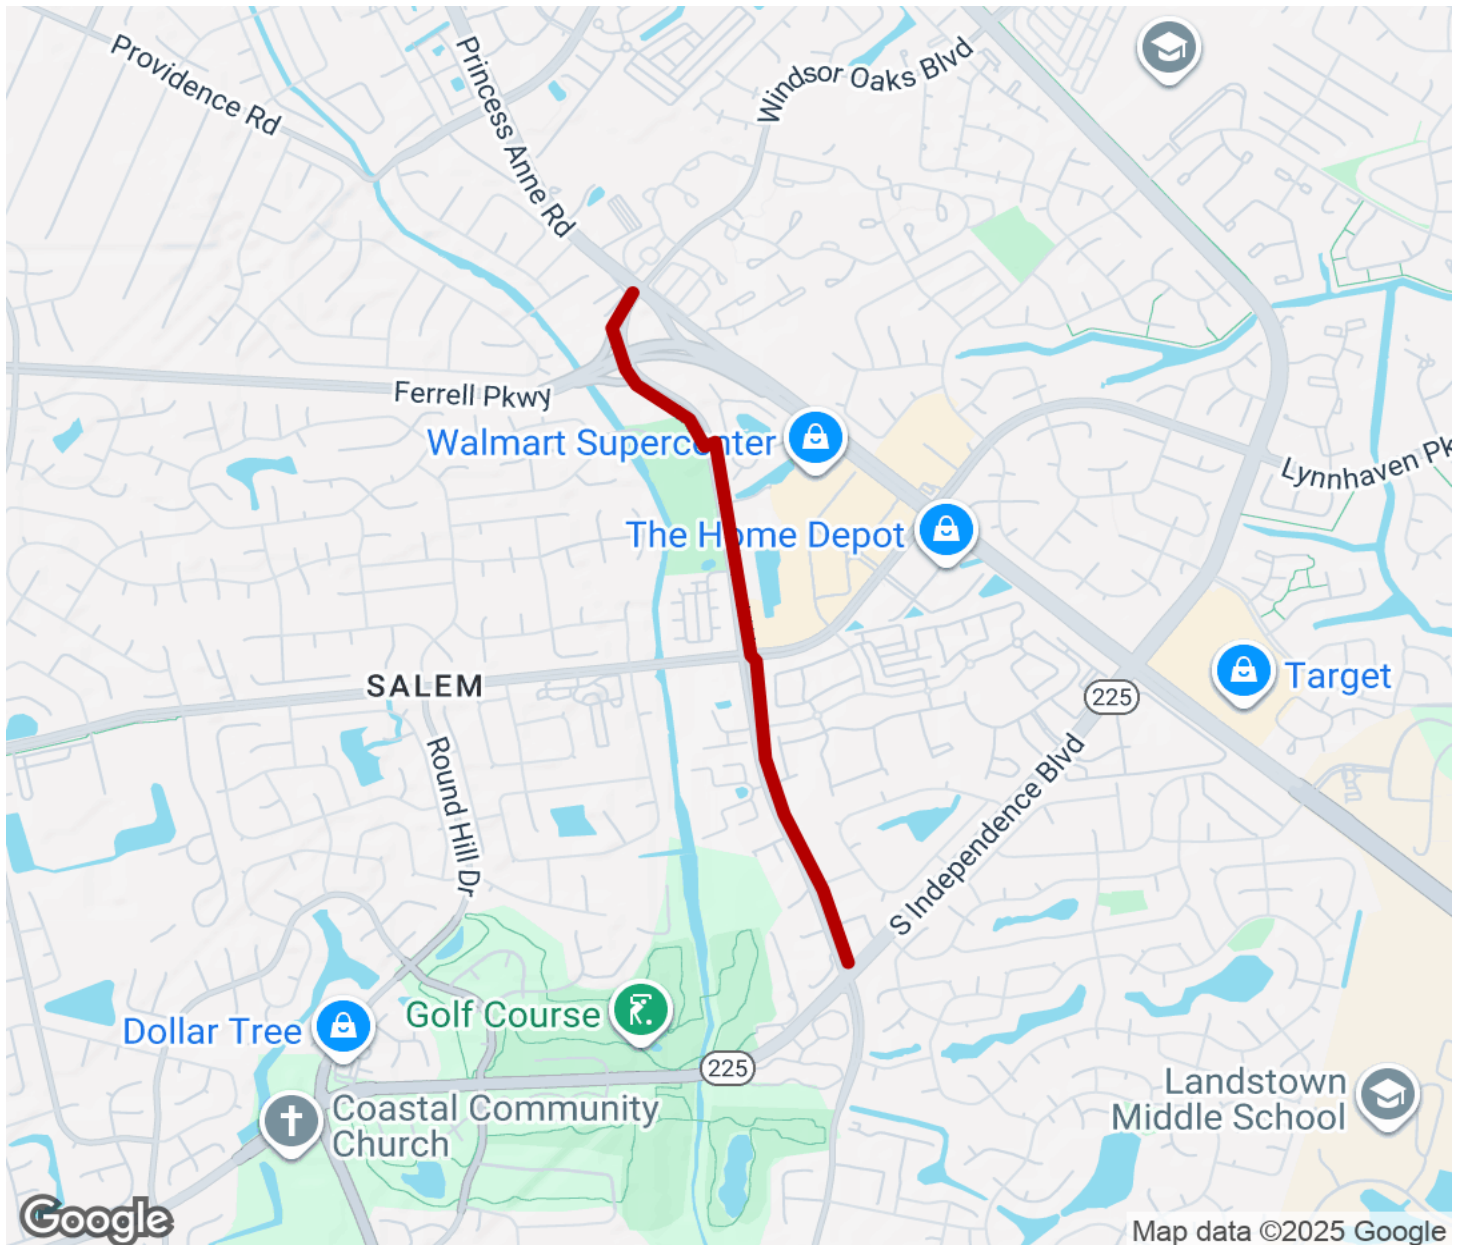 Providence Rd
Princess Anne Rd
Windsor Oaks Blvd
Ferrell Pkwy
Walmart Supercenter
Lynnhaven Pk
The Home Depot
SALEM
Target
225
Round Hill Dr
S Independence Blvd
Golf Course
Dollar Tree
225
Landstown
Middle School
Coastal Community
Church
Google
Map data ©2025 Google